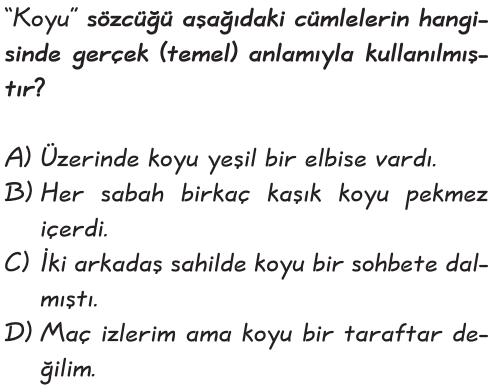 “Koyu” sözcüğü aşağıdaki cümlelerin hangi-
sinde gerçek (temel) anlamıyla kullanılmış-
tır?
A) Üzerinde koyu yeşil bir elbise vardı.
B) Her sabah birkaç kaşık koyu pekmez
içerdi.
C) İki arkadaş sahilde koyu bir sohbete dal-
mıştı.
D) Maç izlerim ama koyu bir taraftar de-
ğilim.